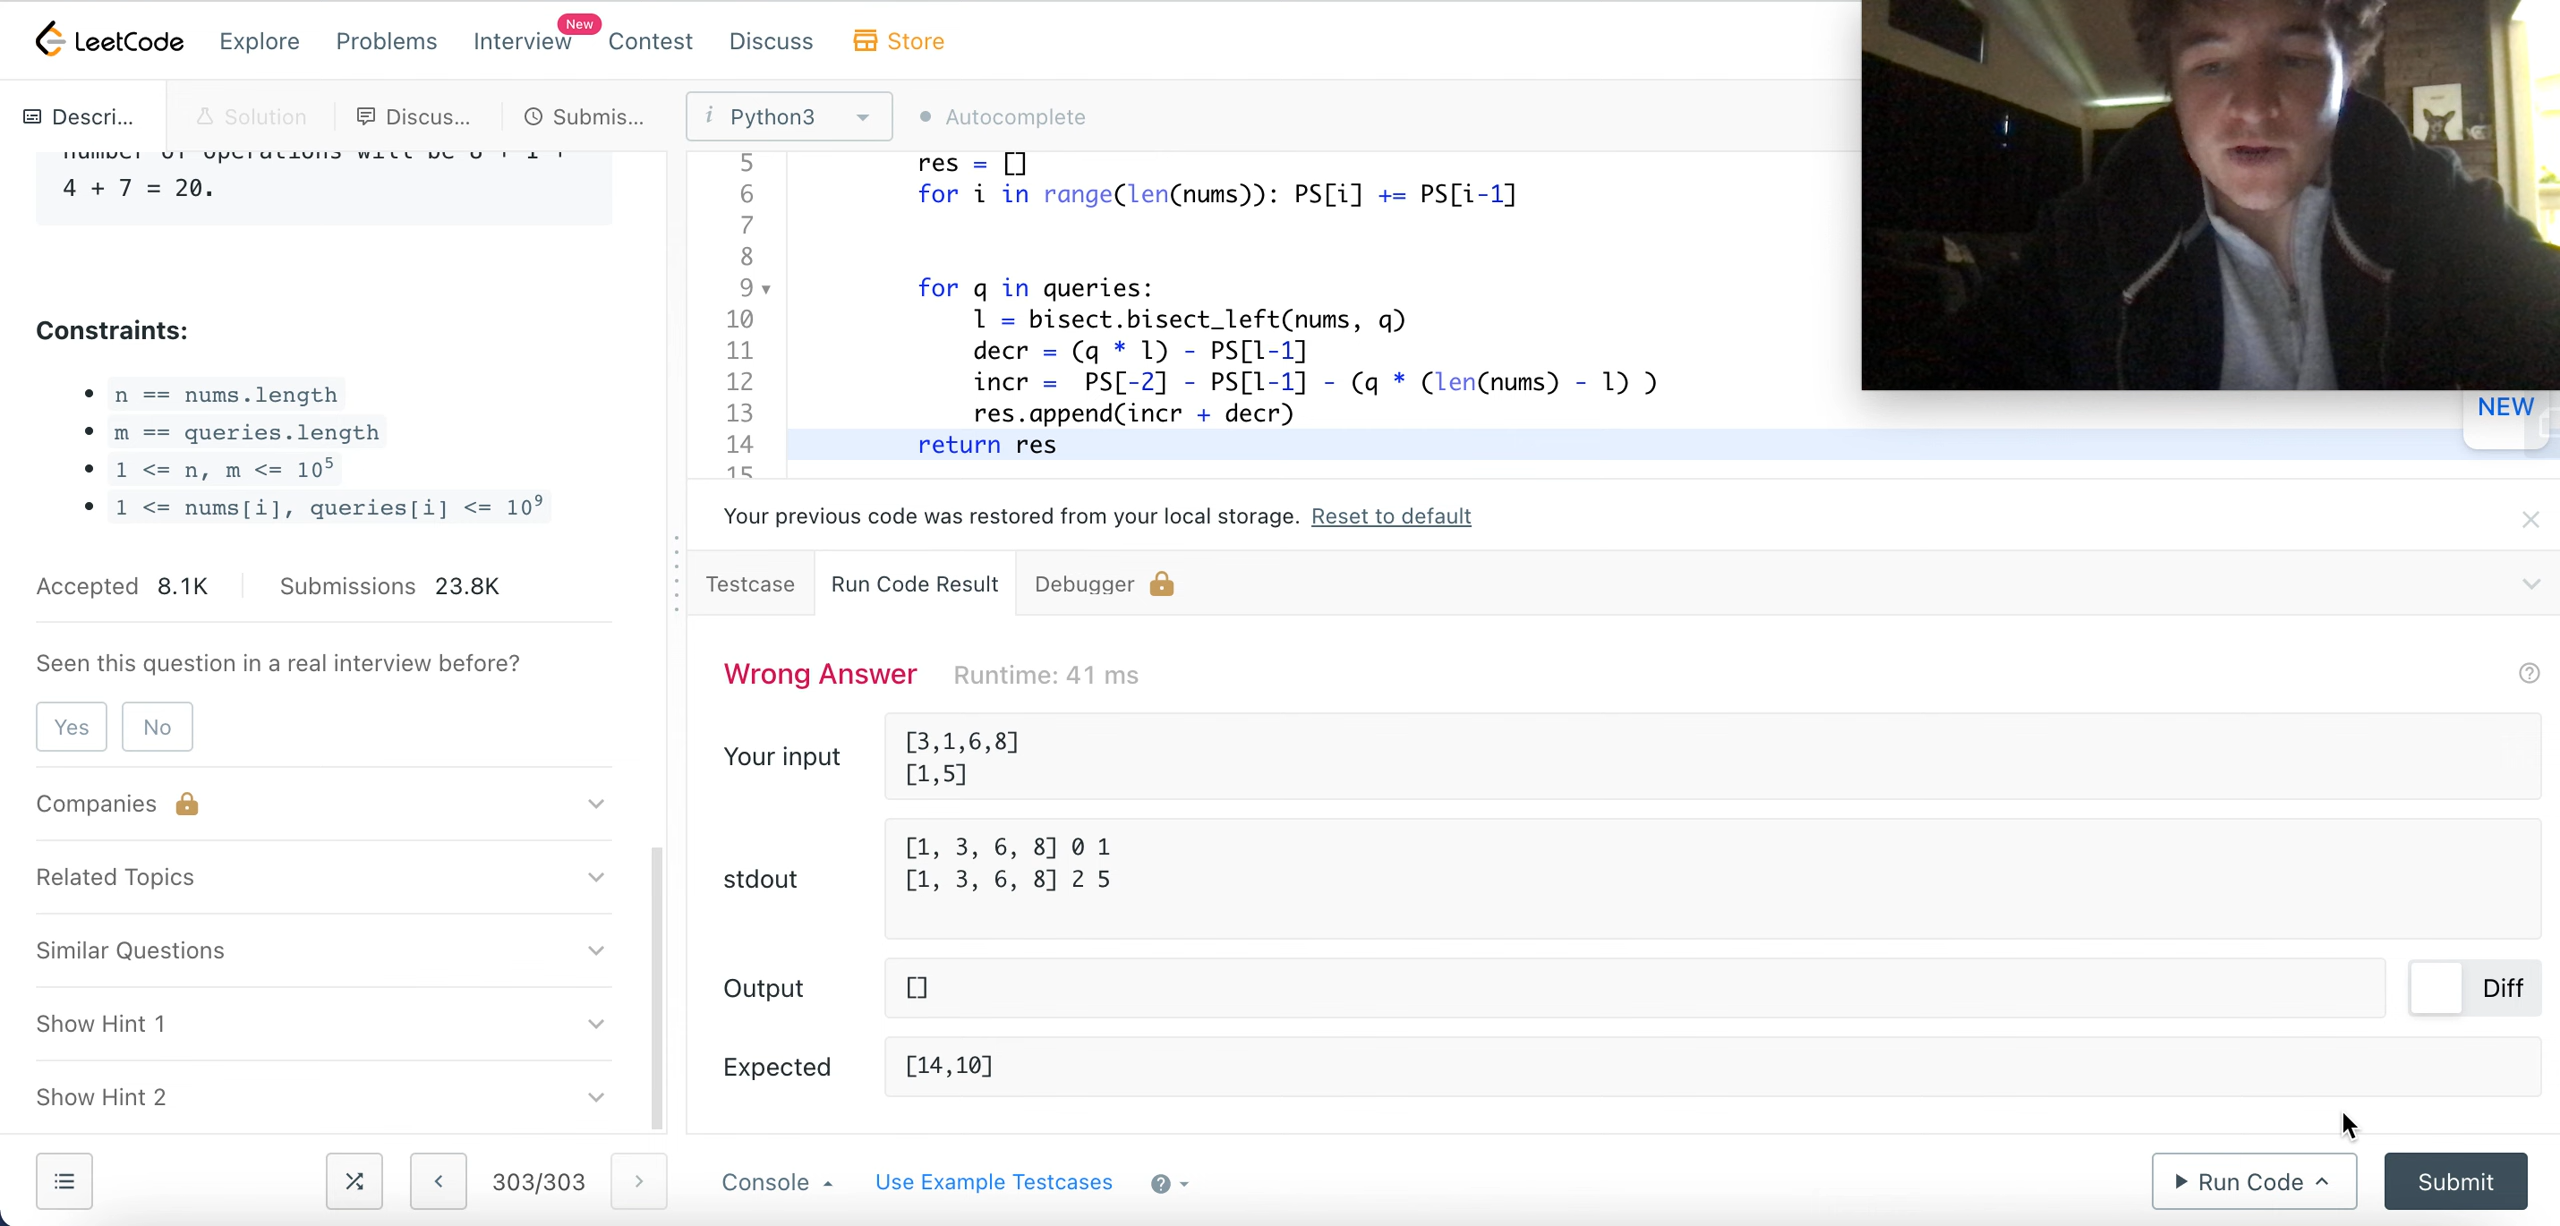 LeetCode Explore Problems Interview New Contest Discuss Store
Descri... Solution Discus... Submis...
i Python3 Autocomplete
number of operations will be 8 + 1 +
4 + 7 = 20.
Constraints:
n == nums.length
m == queries.length
1 <= n, m <= 10^5
1 <= nums[i], queries[i] <= 10^9
Accepted 8.1K Submissions 23.8K
Seen this question in a real interview before?
Yes No
Companies
Related Topics
Similar Questions
Show Hint 1
Show Hint 2
303/303
5 res = []
6 for i in range(len(nums)): PS[i] += PS[i-1]
7
8
9 for q in queries:
10 l = bisect.bisect_left(nums, q)
11 decr = (q * l) - PS[l-1]
12 incr =  PS[-2] - PS[l-1] - (q * (len(nums) - l) )
13 res.append(incr + decr)
14 return res
15
NEW
Your previous code was restored from your local storage. Reset to default
Testcase Run Code Result Debugger
Wrong Answer Runtime: 41 ms
Your input
[3,1,6,8]
[1,5]
stdout
[1, 3, 6, 8] 0 1
[1, 3, 6, 8] 2 5
Output
[]
Diff
Expected
[14,10]
Console Use Example Testcases
Run Code Submit